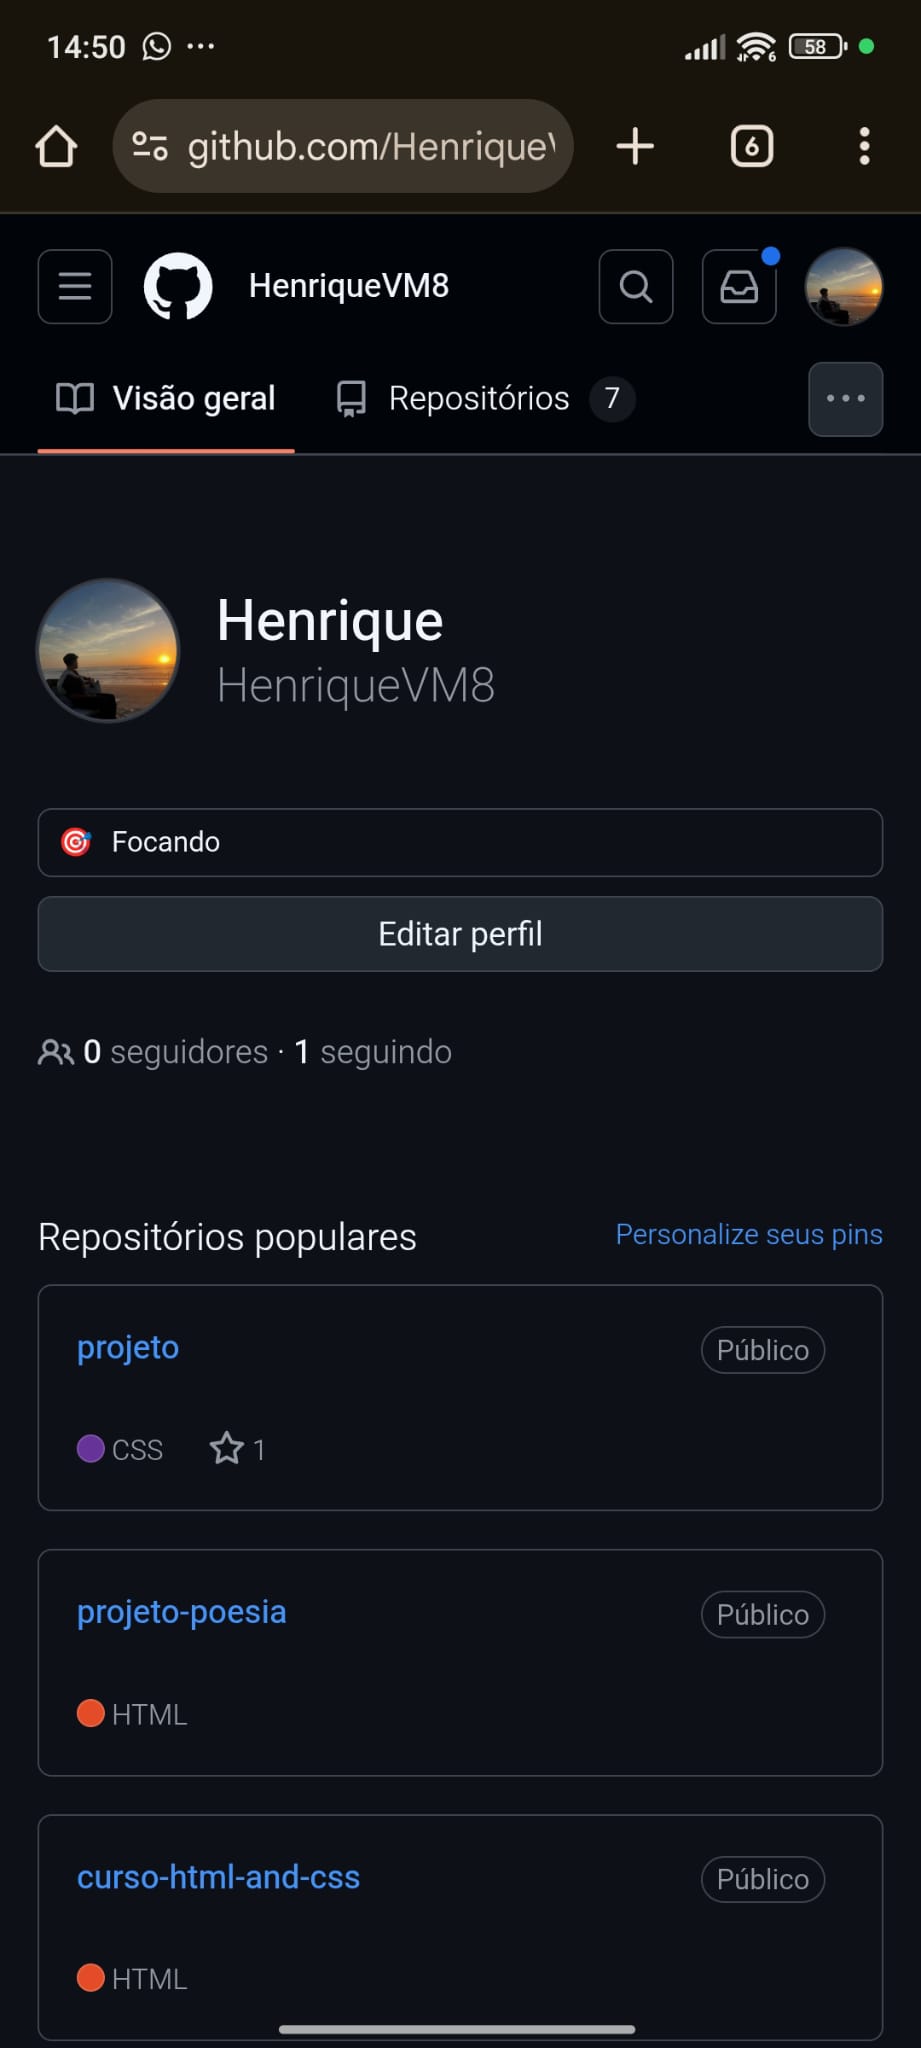 14:50
58
github.com/Henrique
6
HenriqueVM8
Visão geral
Repositórios 7
Henrique
HenriqueVM8
Focando
Editar perfil
0 seguidores · 1 seguindo
Repositórios populares
Personalize seus pins
projeto
Público
CSS
1
projeto-poesia
Público
HTML
curso-html-and-css
Público
HTML